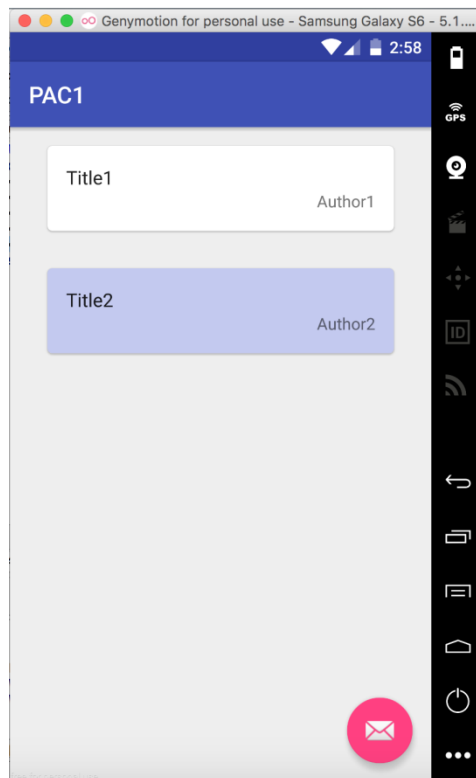 Genymotion for personal use - Samsung Galaxy S6 - 5.1....
2:58
PAC1
GPS
Title1
Author1
Title2
Author2
ID